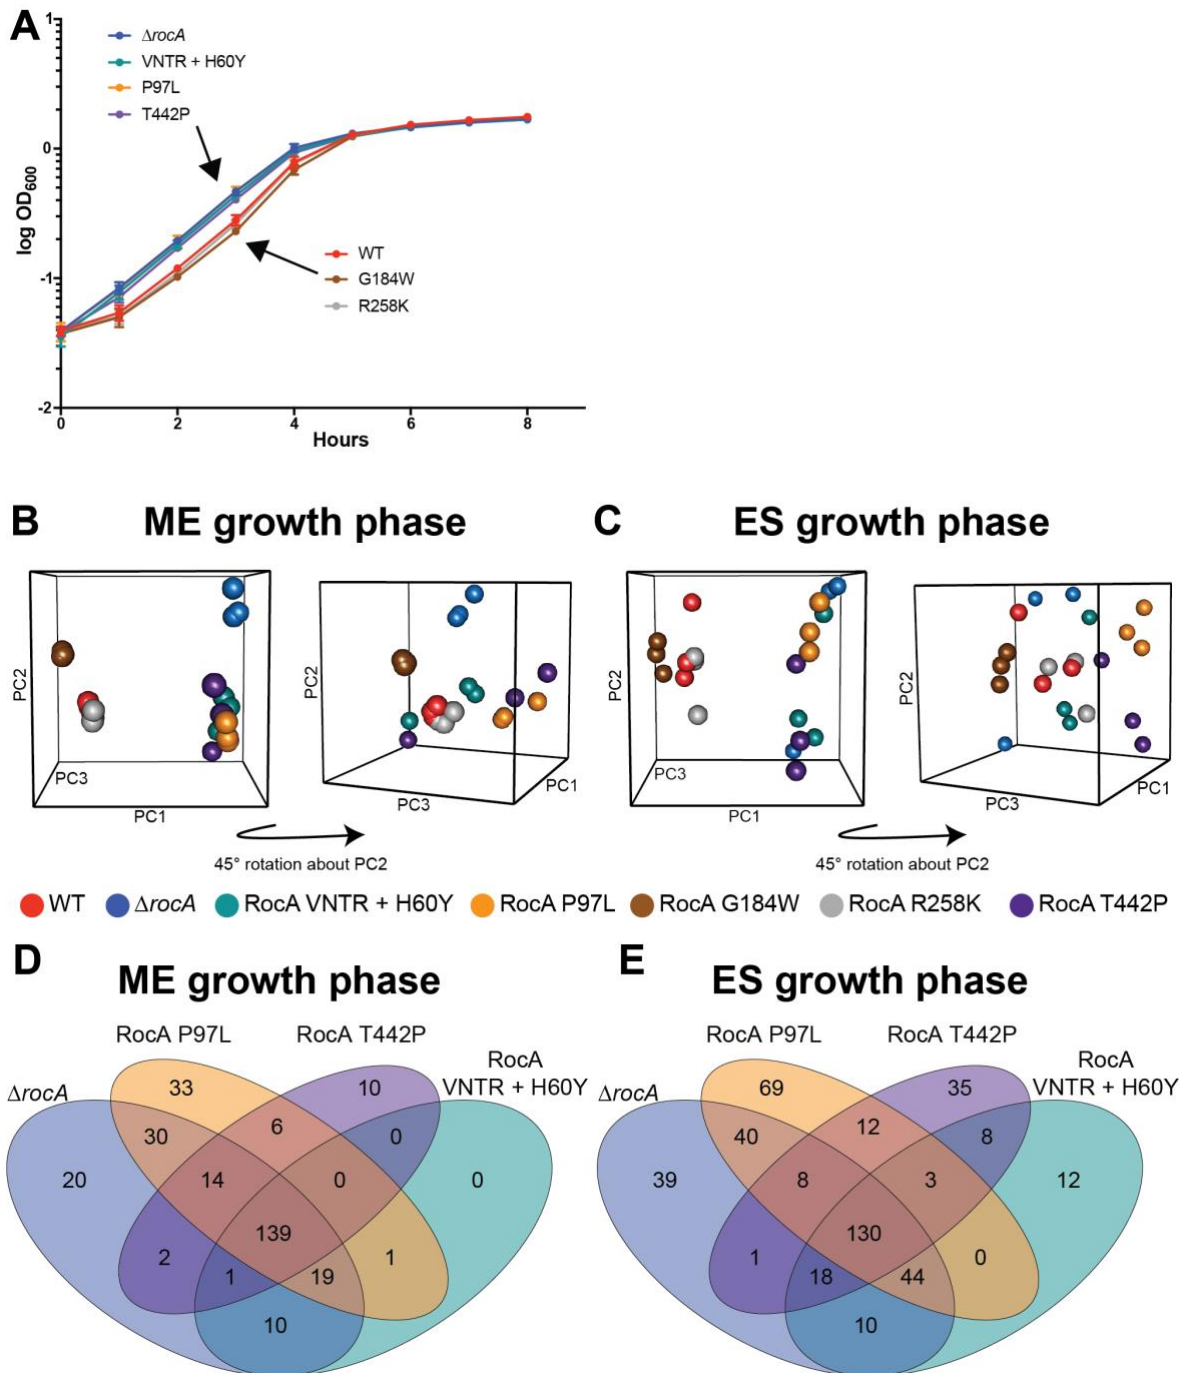 A
ΔrocA
VNTR + H60Y
P97L
T442P
WT
G184W
R258K
1
0
-1
-2
log OD600
0 2 4 6 8
Hours
B ME growth phase
PC2
PC3
PC1
PC2
PC3
PC1
45° rotation about PC2
C ES growth phase
PC2
PC3
PC1
PC2
PC3
PC1
45° rotation about PC2
WT ΔrocA RocA VNTR + H60Y RocA P97L RocA G184W RocA R258K RocA T442P
D ME growth phase
RocA P97L RocA T442P
RocA
ΔrocA VNTR + H60Y
33 10
30 6 0
20 14 0 0
139
2 1
1 19
10
E ES growth phase
RocA P97L RocA T442P
RocA
ΔrocA VNTR + H60Y
69 35
40 12 8
39 8 3 12
130
1 0
18 44
10